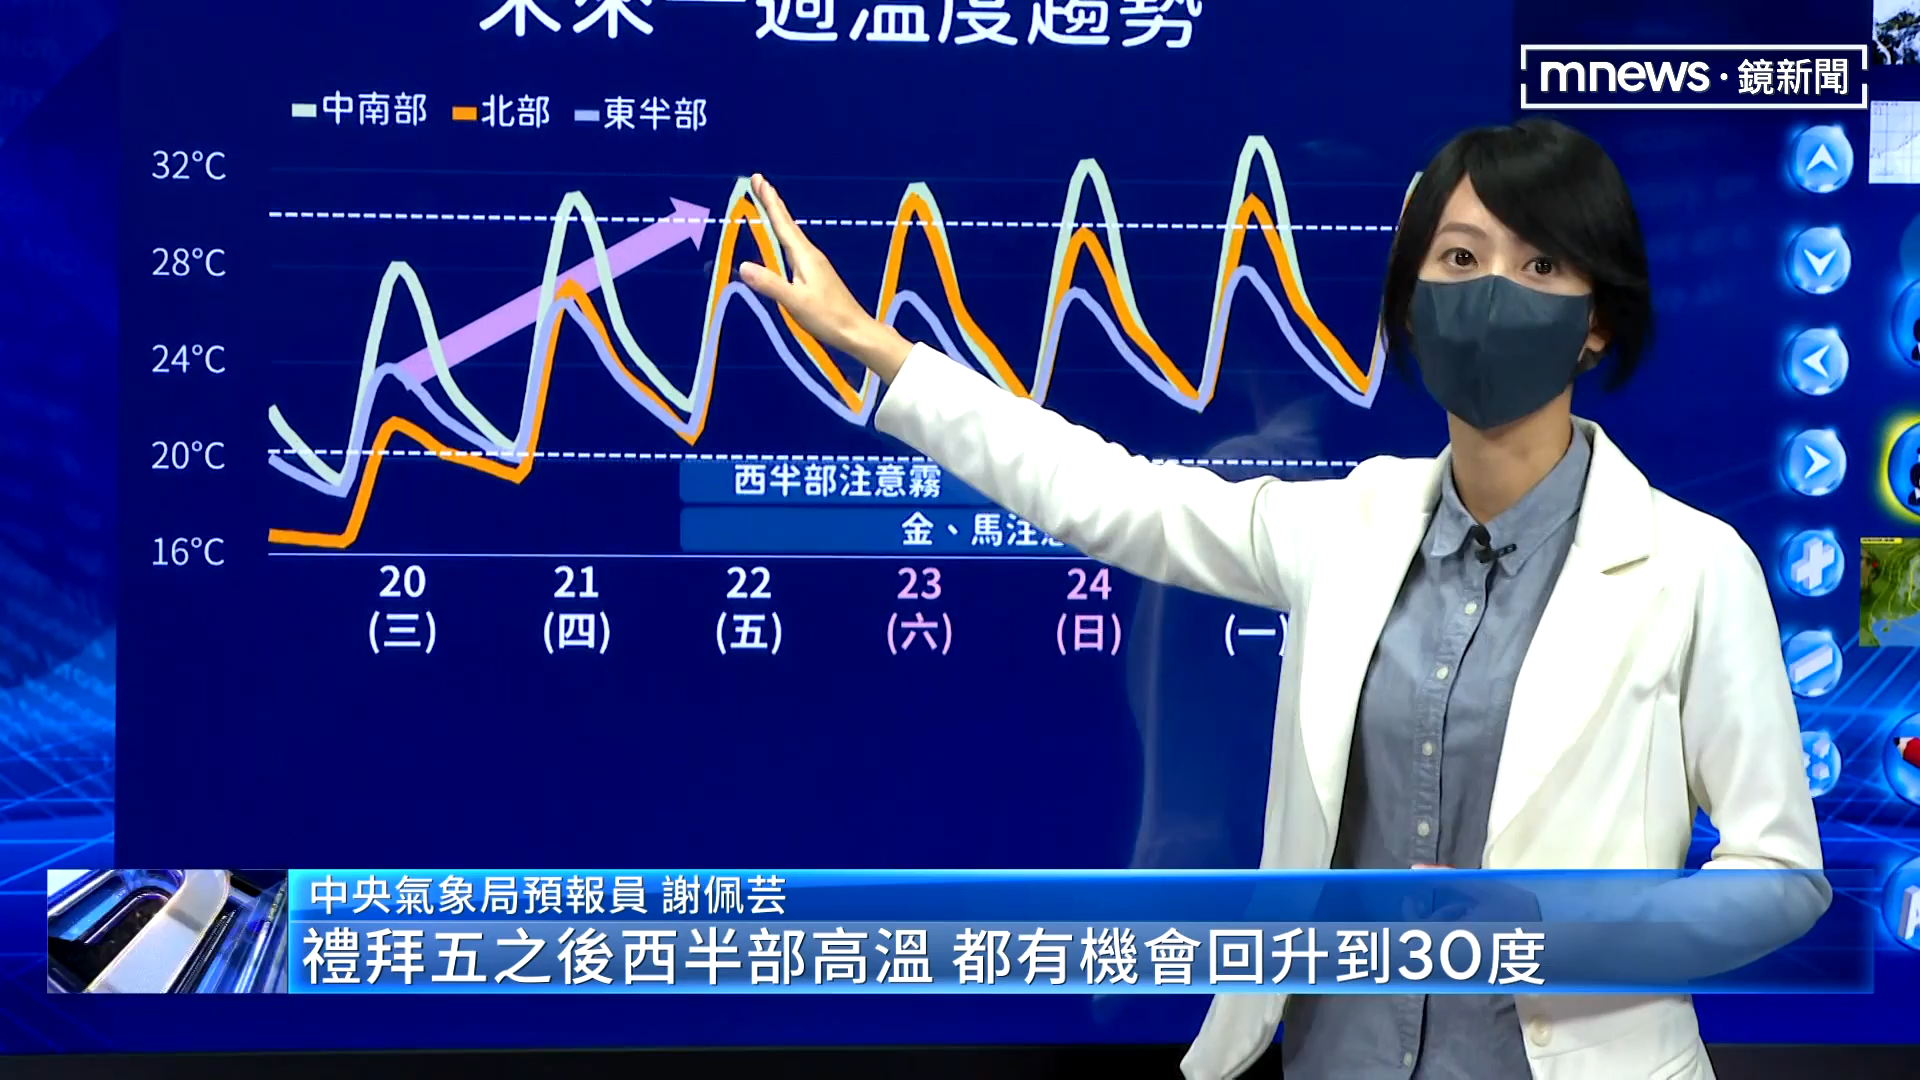 未來一週溫度趨勢
mnews·鏡新聞
中南部 北部 東半部
32°C
28°C
24°C
20°C
16°C
西半部注意霧
金、馬注意
20 21 22 23 24
(三) (四) (五) (六) (日) (一)
中央氣象局預報員 謝佩芸
禮拜五之後西半部高溫 都有機會回升到30度